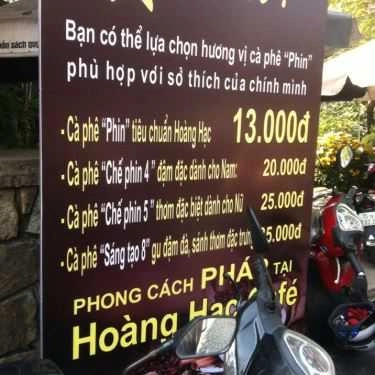 Bạn có thể lựa chọn hương vị cà phê "Phin"
phù hợp với sở thích của chính mình
- Cà phê "Phin" tiêu chuẩn Hoàng Hạc 13.000đ
- Cà phê "Chế phin 4" đậm đặc dành cho Nam: 20.000đ
- Cà phê "Chế phin 5" thơm đặc biệt dành cho Nữ 25.000đ
- Cà phê "Sáng tạo 8" gu đậm đà, sánh thơm đặc trưng 5.000đ
PHONG CÁCH TẠI
Hoàng Hạc Café